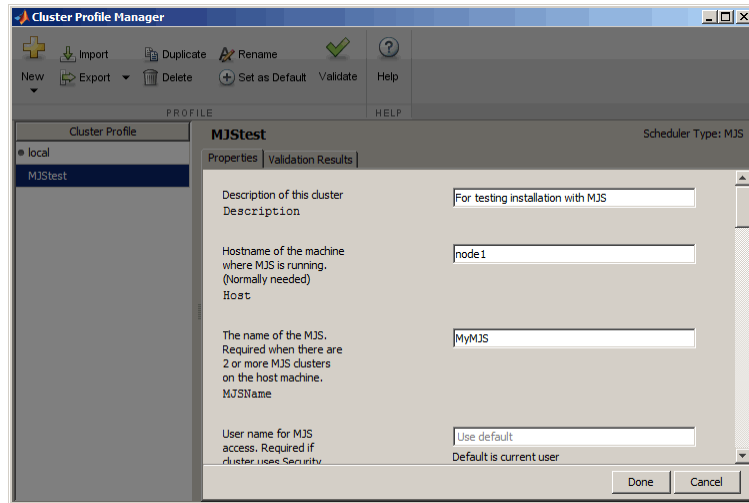 Cluster Profile Manager
Import
Duplicate
Rename
New
Export
Delete
Set as Default
Validate
Help
PROFILE
HELP
Cluster Profile
local
MJStest
MJStest
Scheduler Type: MJS
Properties
Validation Results
Description of this cluster
Description
For testing installation with MJS
Hostname of the machine
where MJS is running.
(Normally needed)
Host
node1
The name of the MJS.
Required when there are
2 or more MJS clusters
on the host machine.
MJSName
MyMJS
User name for MJS
access. Required if
cluster uses Security
Use default
Default is current user
Done
Cancel